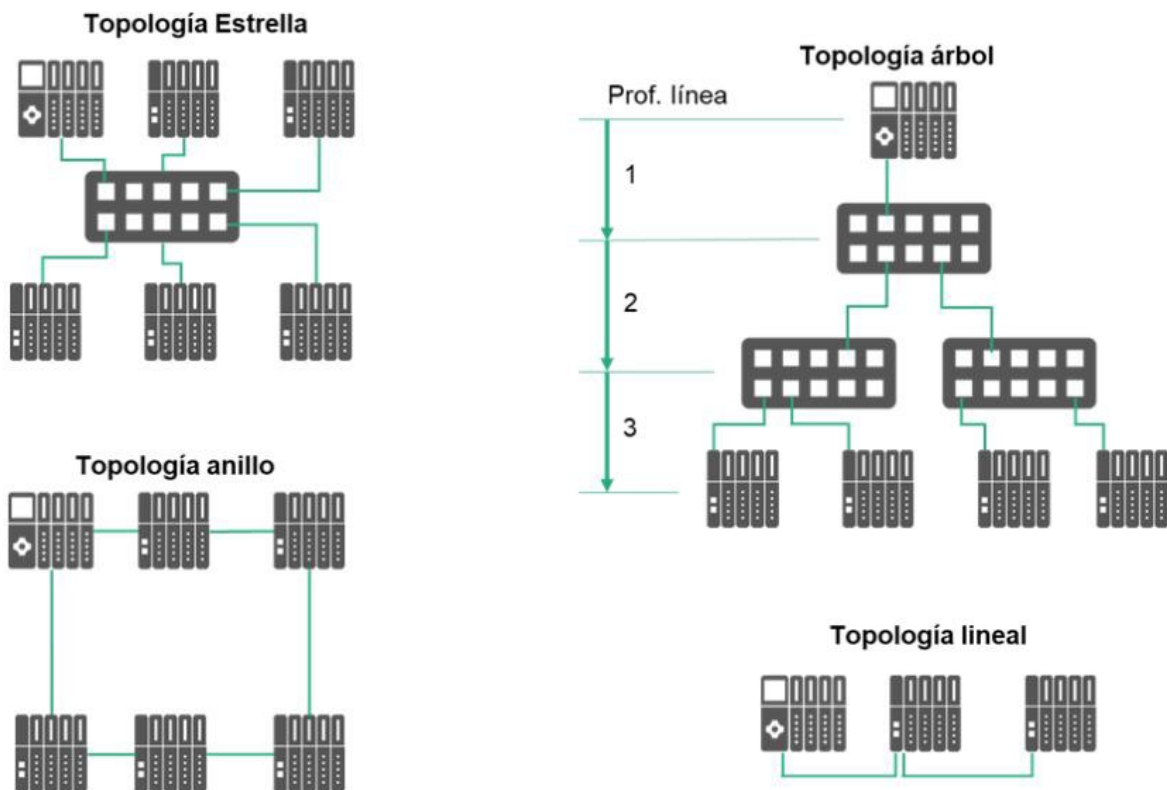 Topología Estrella
Topología árbol
Prof. línea
1
2
3
Topología anillo
Topología lineal